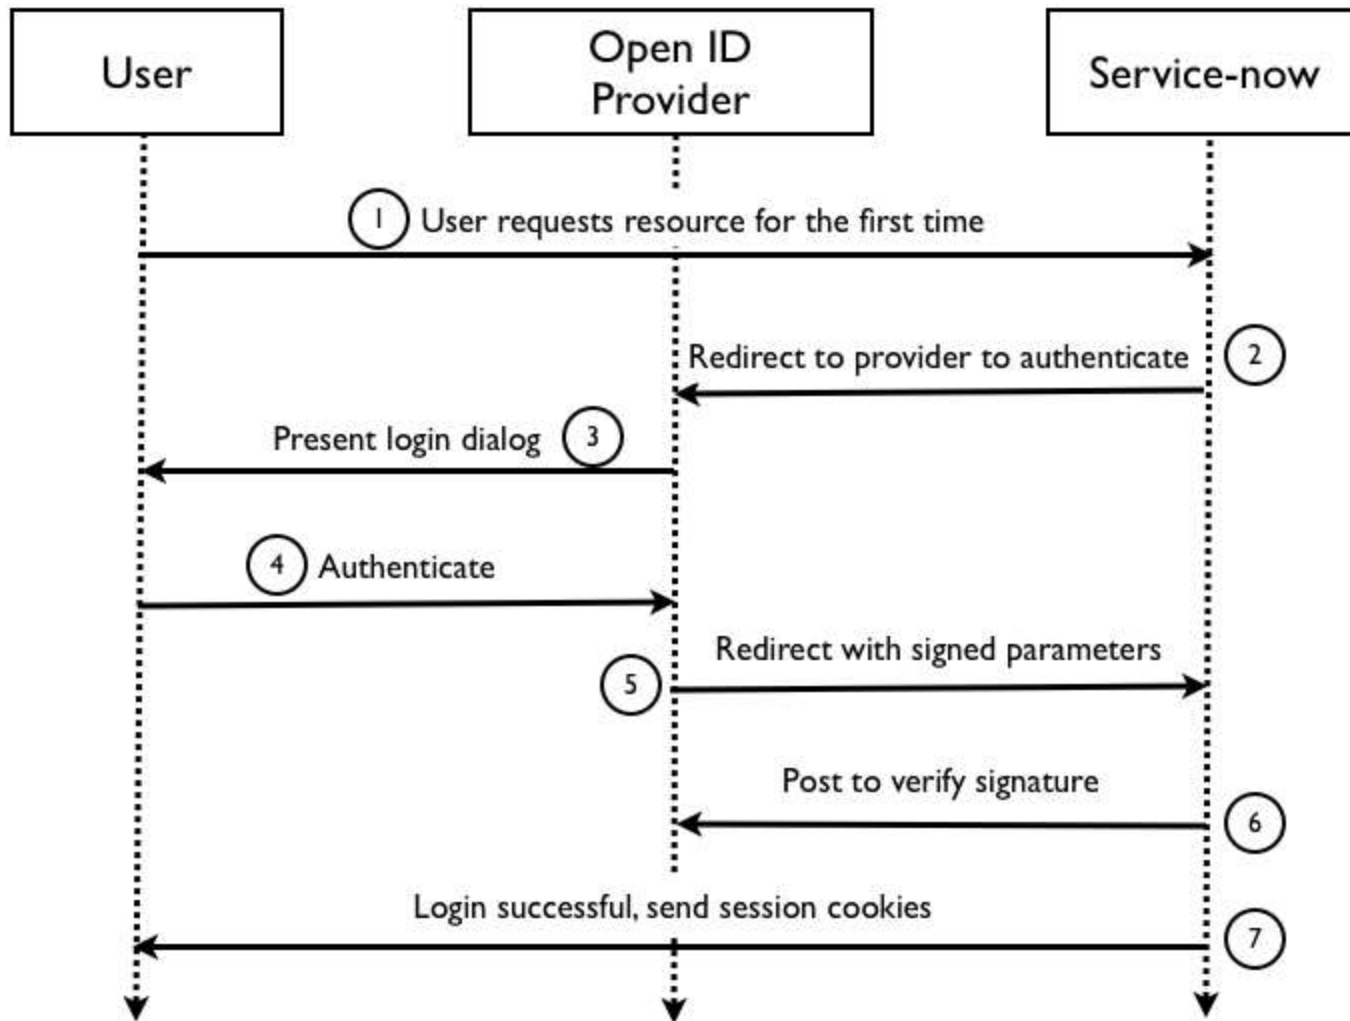 User
Open ID
Provider
Service-now
1 User requests resource for the first time
Redirect to provider to authenticate 2
Present login dialog 3
4 Authenticate
Redirect with signed parameters
5
Post to verify signature
6
Login successful, send session cookies
7